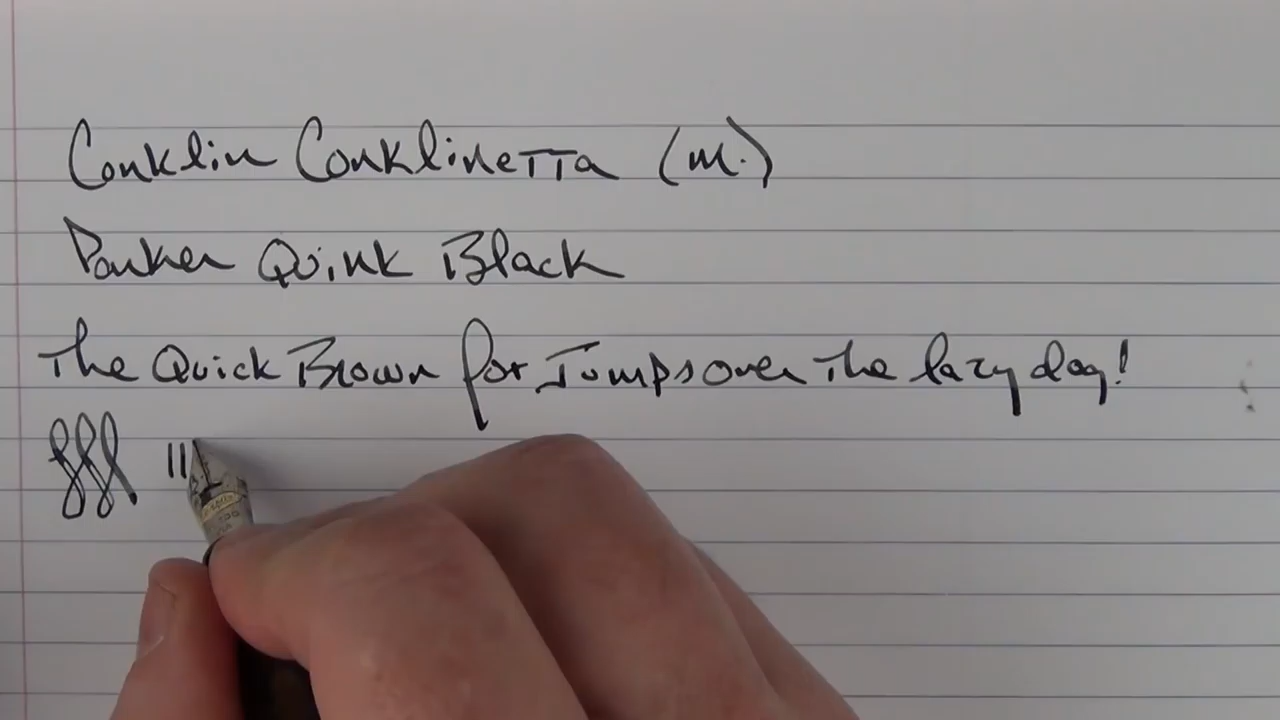 Conklin Conklinetta (m.)
Parker Quink Black
The Quick Brown fox Jumps over The lazy dog!